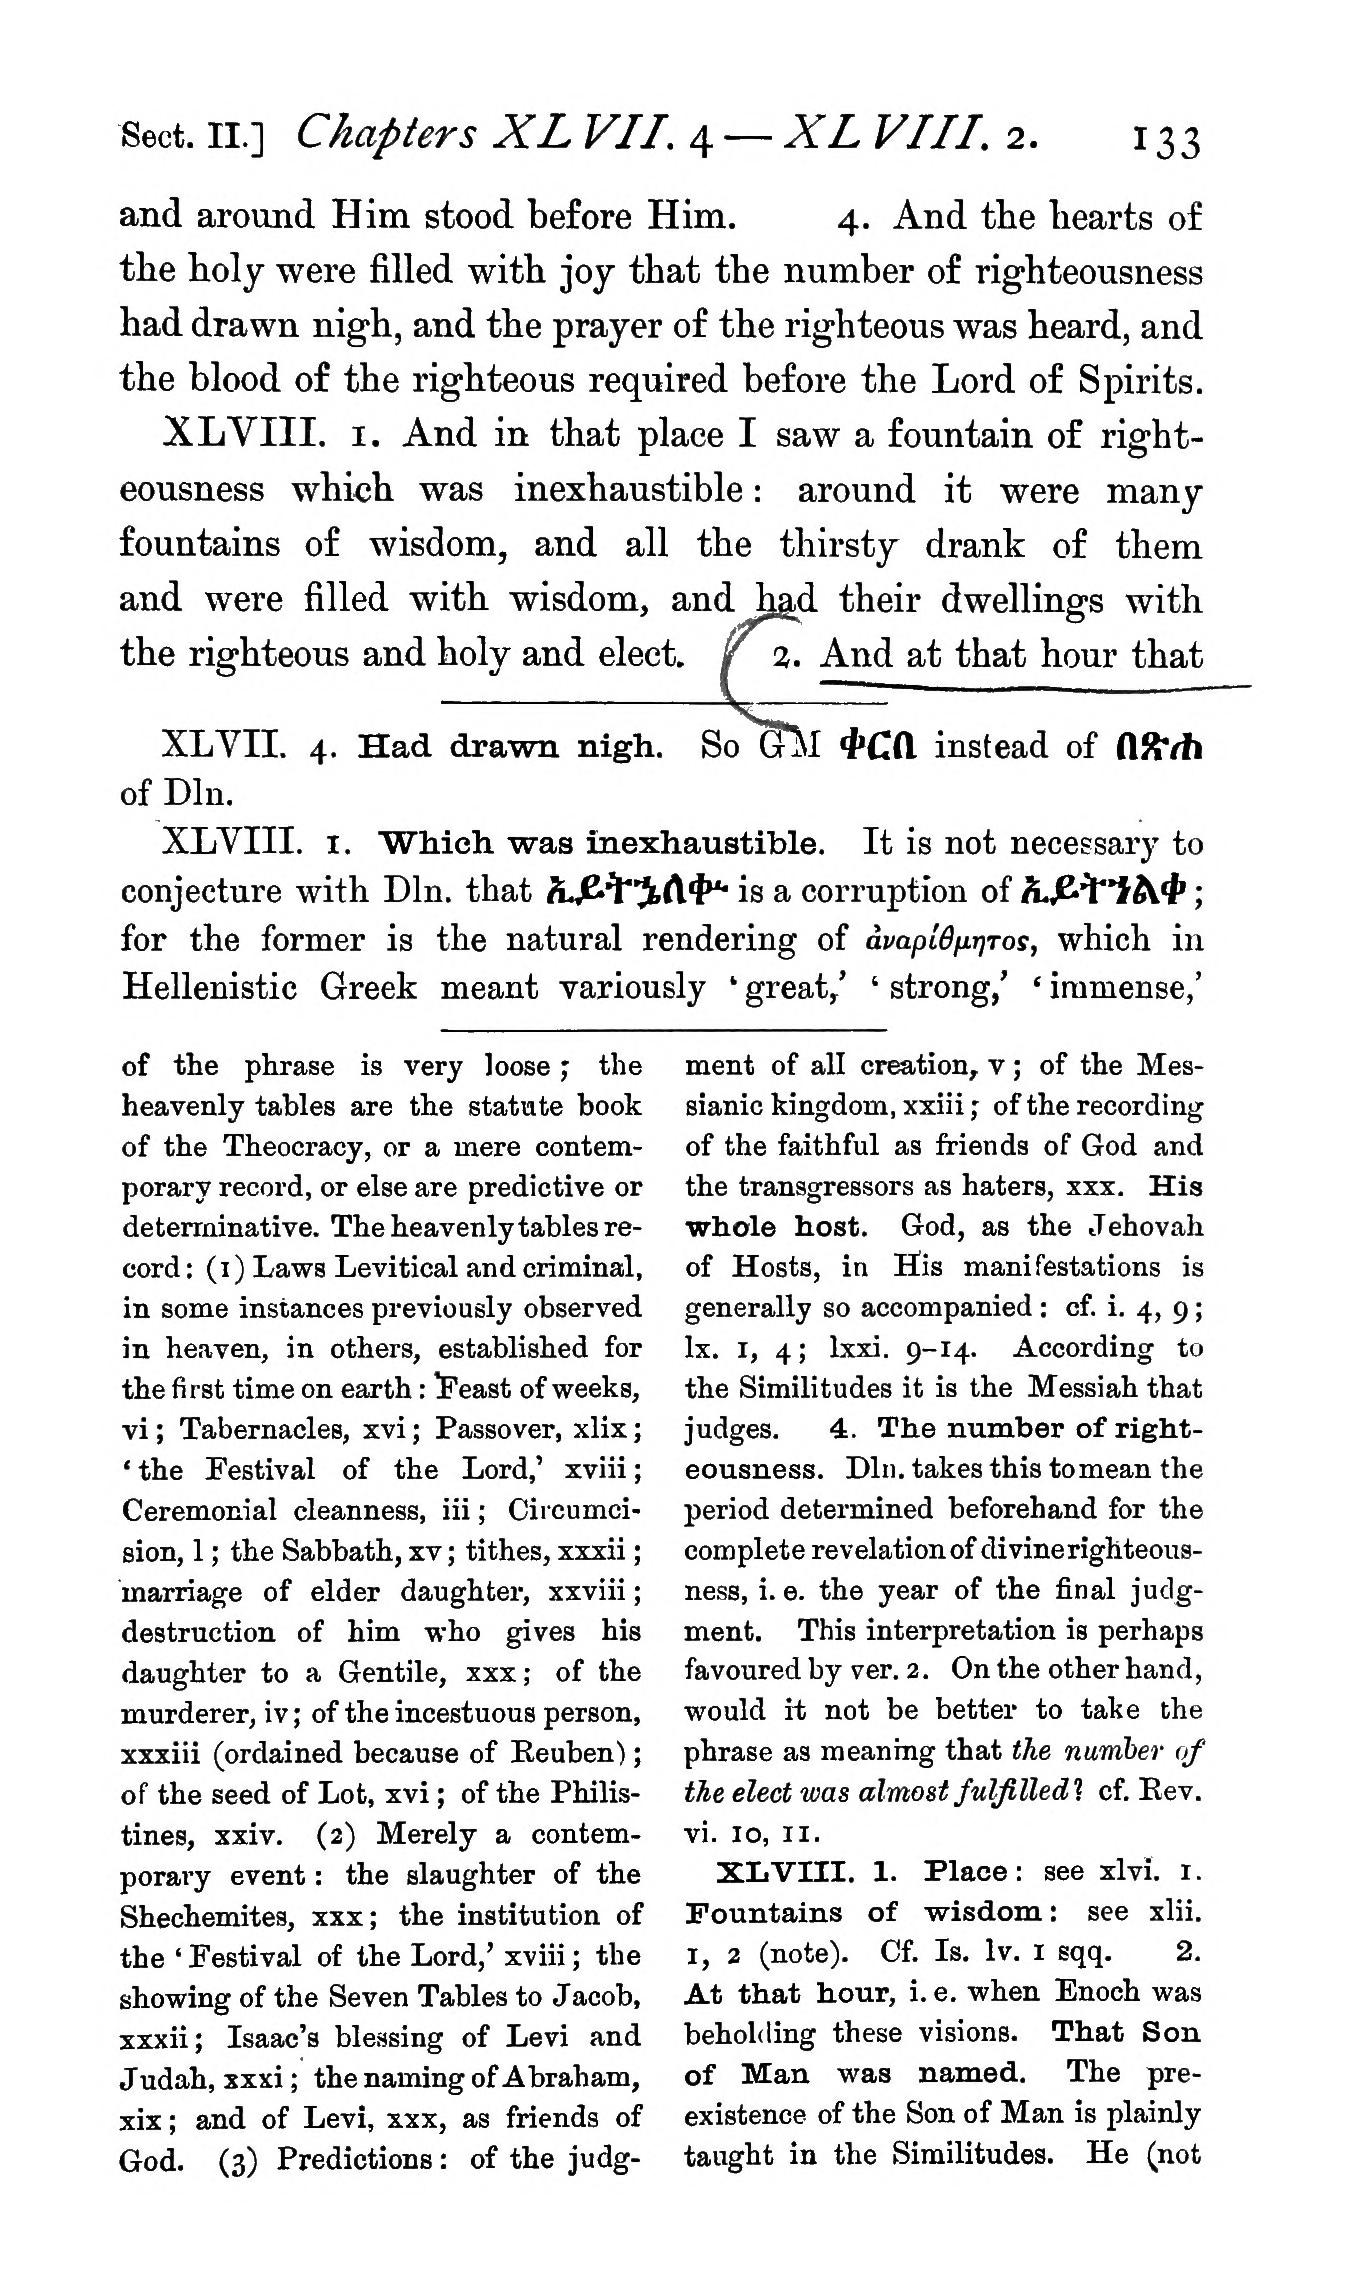 Sect. II.] Chapters XLVII. 4 — XLVIII. 2. 133
and around Him stood before Him. 4. And the hearts of
the holy were filled with joy that the number of righteousness
had drawn nigh, and the prayer of the righteous was heard, and
the blood of the righteous required before the Lord of Spirits.
XLVIII. 1. And in that place I saw a fountain of right-
eousness which was inexhaustible: around it were many
fountains of wisdom, and all the thirsty drank of them
and were filled with wisdom, and had their dwellings with
the righteous and holy and elect. 2. And at that hour that
XLVII. 4. Had drawn nigh. So GM ቀርበ instead of በጽሐ
of Dln.
XLVIII. 1. Which was inexhaustible. It is not necessary to
conjecture with Dln. that ኢይትኌለቍ is a corruption of ኢይትኀልቀ;
for the former is the natural rendering of ἀναρίθμητος, which in
Hellenistic Greek meant variously ‘great,’ ‘strong,’ ‘immense,’
of the phrase is very loose; the
heavenly tables are the statute book
of the Theocracy, or a mere contem-
porary record, or else are predictive or
determinative. The heavenly tables re-
cord: (1) Laws Levitical and criminal,
in some instances previously observed
in heaven, in others, established for
the first time on earth: Feast of weeks,
vi; Tabernacles, xvi; Passover, xlix;
‘the Festival of the Lord,’ xviii;
Ceremonial cleanness, iii; Circumci-
sion, l; the Sabbath, xv; tithes, xxxii;
marriage of elder daughter, xxviii;
destruction of him who gives his
daughter to a Gentile, xxx; of the
murderer, iv; of the incestuous person,
xxxiii (ordained because of Reuben);
of the seed of Lot, xvi; of the Philis-
tines, xxiv. (2) Merely a contem-
porary event: the slaughter of the
Shechemites, xxx; the institution of
the ‘Festival of the Lord,’ xviii; the
showing of the Seven Tables to Jacob,
xxxii; Isaac’s blessing of Levi and
Judah, xxxi; the naming of Abraham,
xix; and of Levi, xxx, as friends of
God. (3) Predictions: of the judg-
ment of all creation, v; of the Mes-
sianic kingdom, xxiii; of the recording
of the faithful as friends of God and
the transgressors as haters, xxx. His
whole host. God, as the Jehovah
of Hosts, in His manifestations is
generally so accompanied: cf. i. 4, 9;
lx. 1, 4; lxxi. 9–14. According to
the Similitudes it is the Messiah that
judges. 4. The number of right-
eousness. Dln. takes this to mean the
period determined beforehand for the
complete revelation of divine righteous-
ness, i. e. the year of the final judg-
ment. This interpretation is perhaps
favoured by ver. 2. On the other hand,
would it not be better to take the
phrase as meaning that the number of
the elect was almost fulfilled? cf. Rev.
vi. 10, 11.
XLVIII. 1. Place: see xlvi. 1.
Fountains of wisdom: see xlii.
1, 2 (note). Cf. Is. lv. 1 sqq. 2.
At that hour, i. e. when Enoch was
beholding these visions. That Son
of Man was named. The pre-
existence of the Son of Man is plainly
taught in the Similitudes. He (not